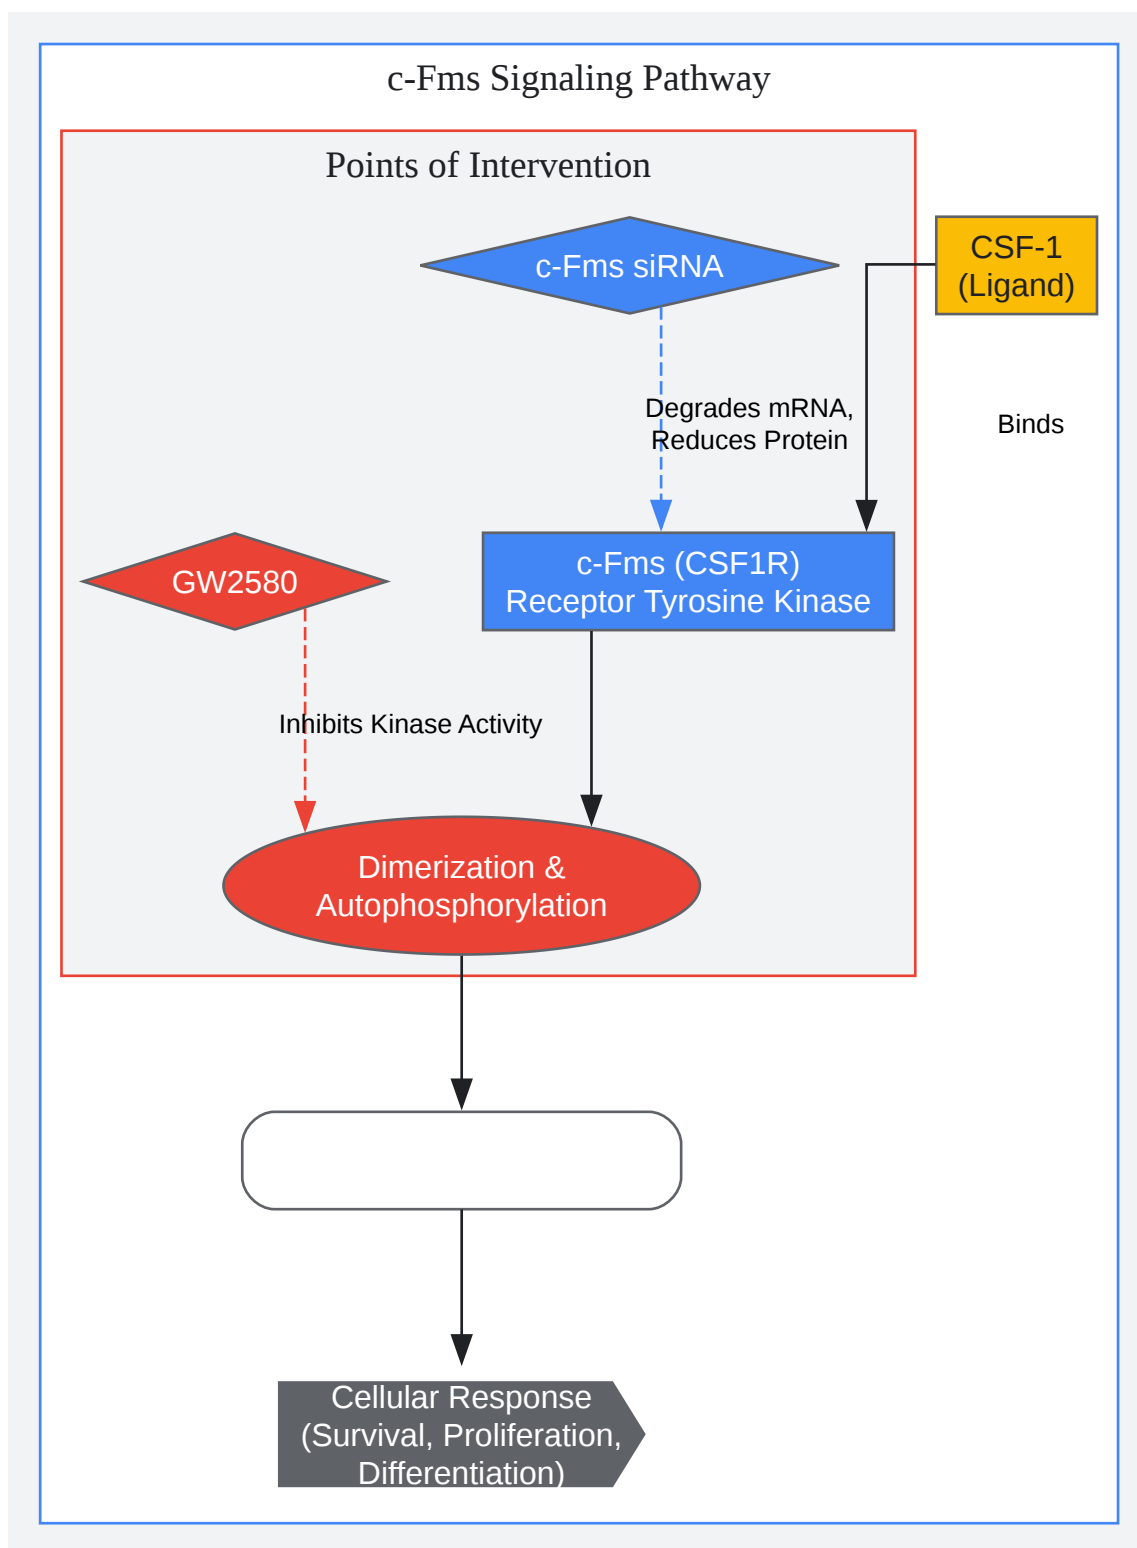 c-Fms Signaling Pathway
Points of Intervention
c-Fms siRNA
CSF-1
(Ligand)
Degrades mRNA,
Reduces Protein
Binds
GW2580
c-Fms (CSF1R)
Receptor Tyrosine Kinase
Inhibits Kinase Activity
Dimerization &
Autophosphorylation
Cellular Response
(Survival, Proliferation,
Differentiation)